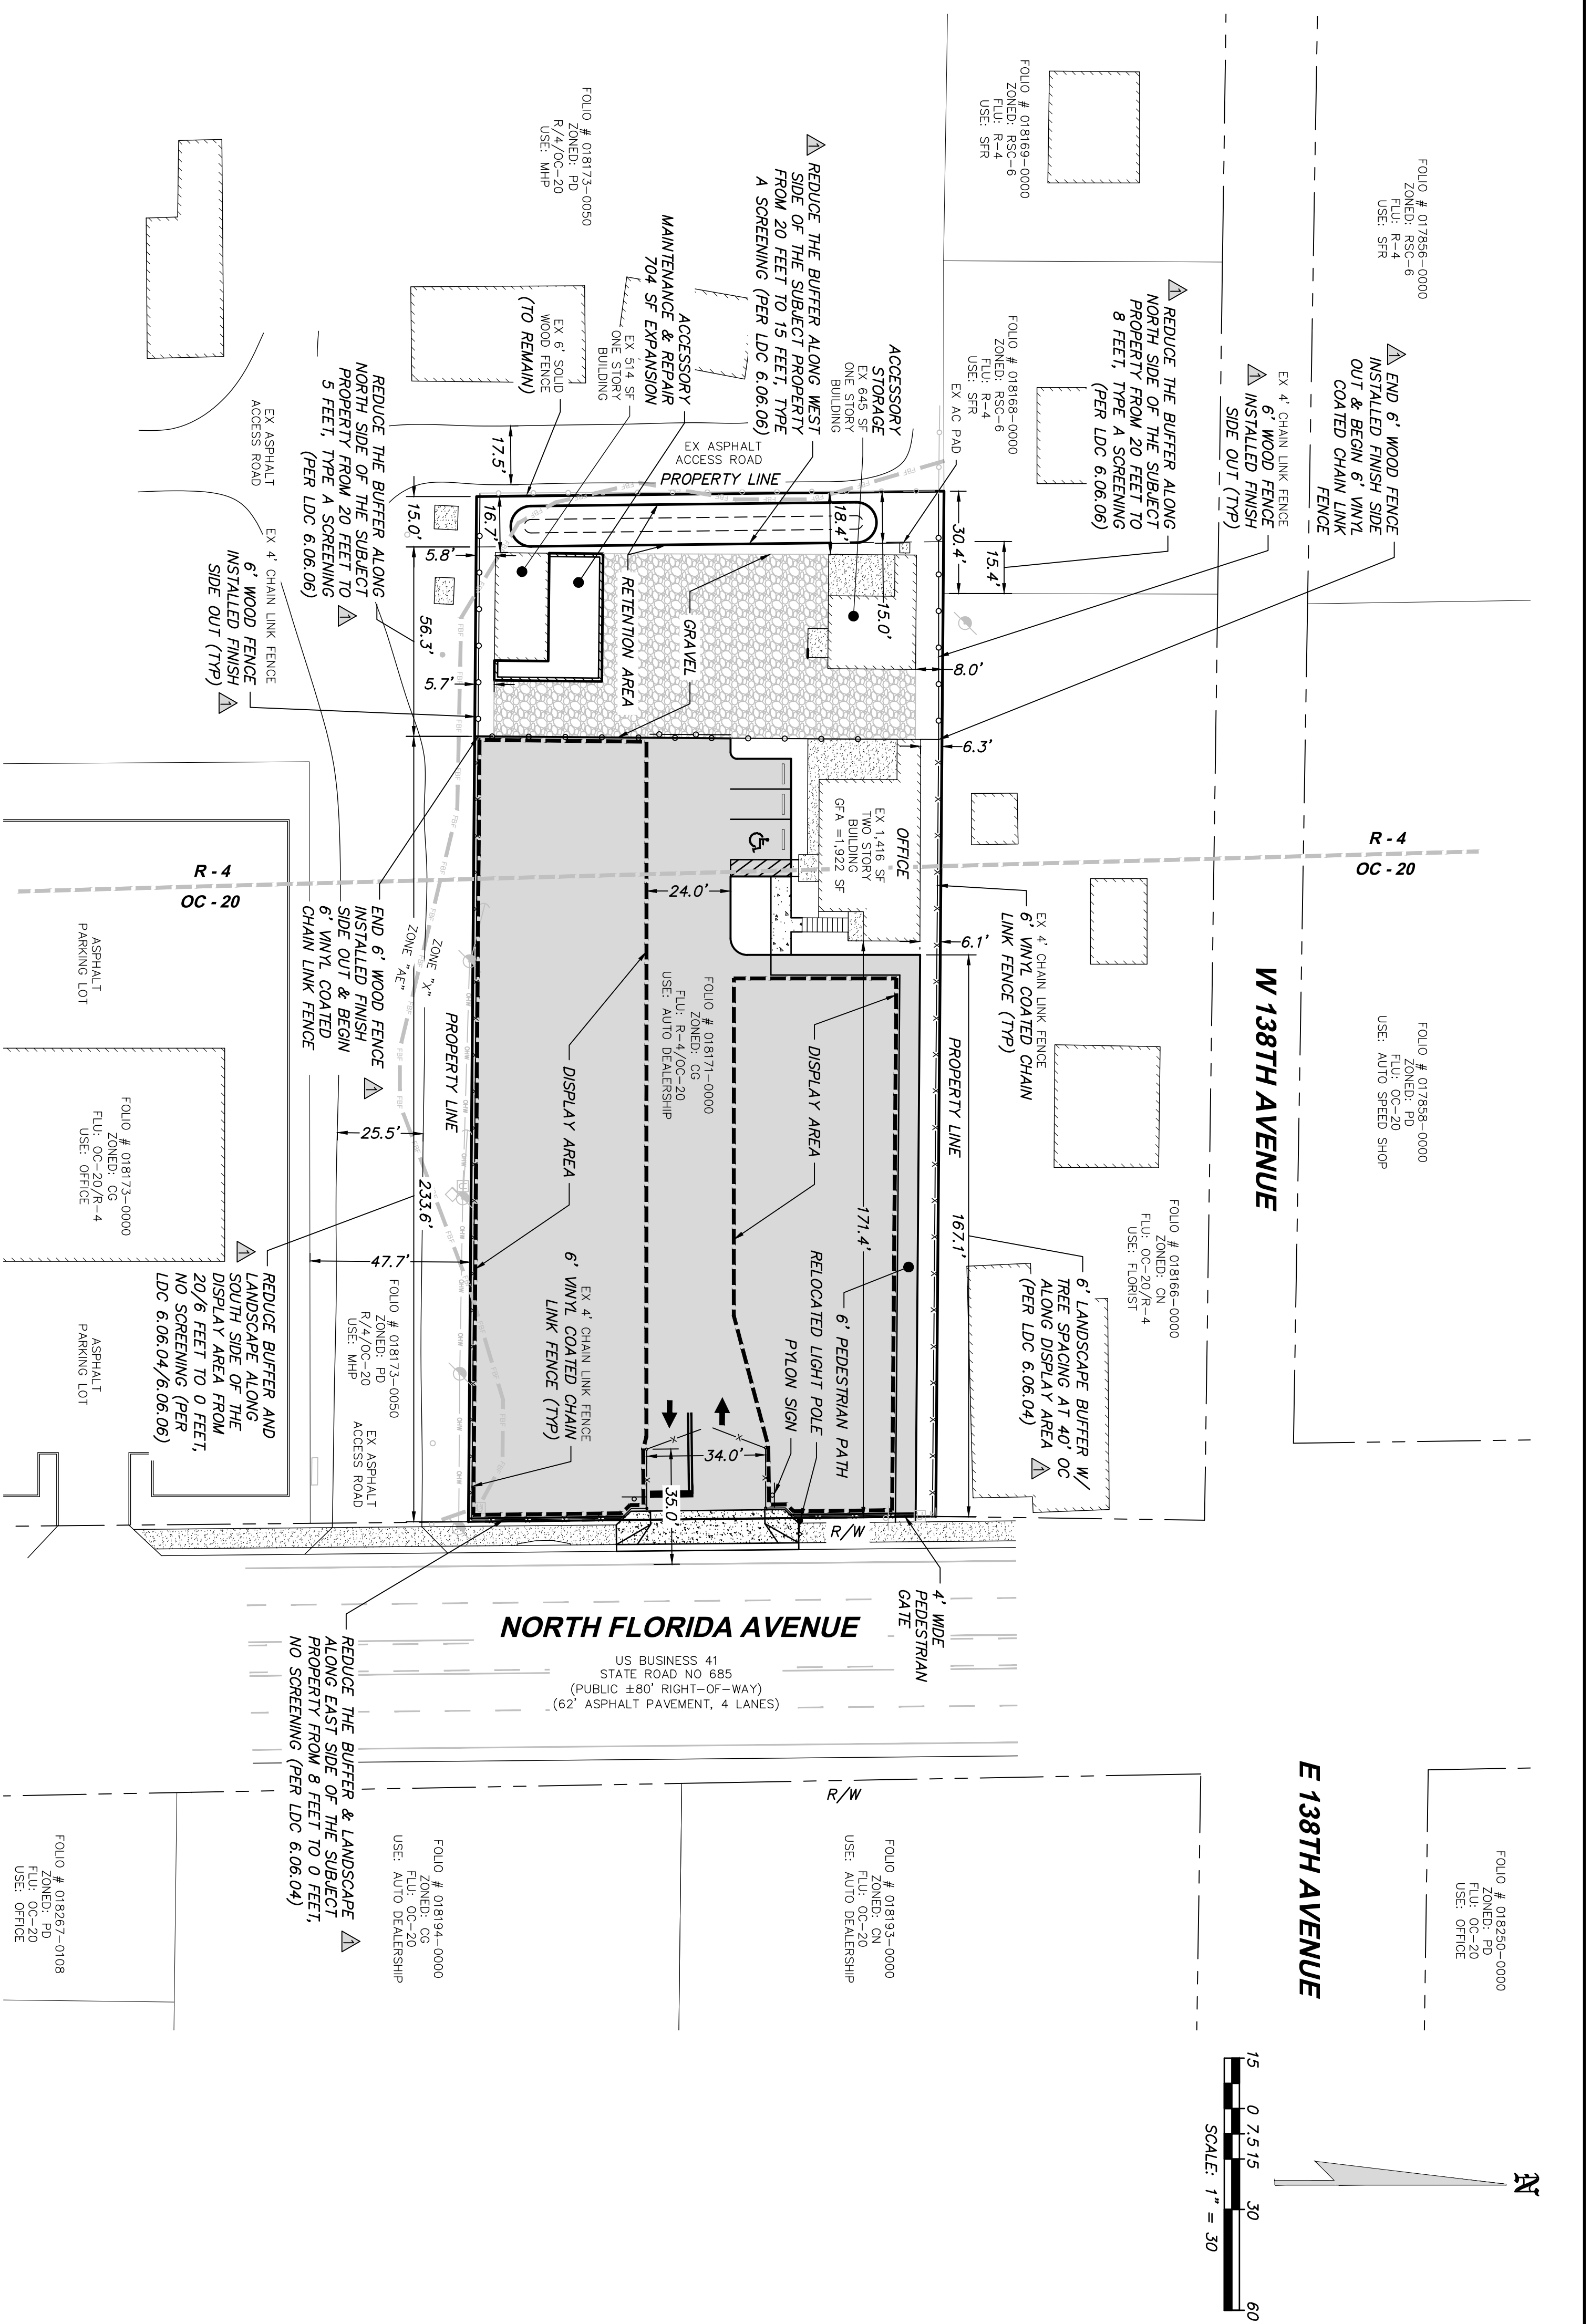 FOLIO # 017856-0000
ZONED: RSC-6
FLU: R-4
USE: SFR
FOLIO # 018169-0000
ZONED: RSC-6
FLU: R-4
USE: SFR
FOLIO # 018173-0050
ZONED: PD
R/4/OC-20
USE: MHP
1 END 6' WOOD FENCE
INSTALLED FINISH SIDE
OUT & BEGIN 6' VINYL
COATED CHAIN LINK
FENCE
EX 4' CHAIN LINK FENCE
1 6' WOOD FENCE
INSTALLED FINISH
SIDE OUT (TYP)
1 REDUCE THE BUFFER ALONG
NORTH SIDE OF THE SUBJECT
PROPERTY FROM 20 FEET TO
8 FEET, TYPE A SCREENING
(PER LDC 6.06.06)
FOLIO # 018168-0000
ZONED: RSC-6
FLU: R-4
USE: SFR
EX AC PAD
ACCESSORY
STORAGE
EX 645 SF
ONE STORY
BUILDING
1 REDUCE THE BUFFER ALONG WEST
SIDE OF THE SUBJECT PROPERTY
FROM 20 FEET TO 15 FEET, TYPE
A SCREENING (PER LDC 6.06.06)
ACCESSORY
MAINTENANCE & REPAIR
704 SF EXPANSION
EX 514 SF
ONE STORY
BUILDING
EX 6' SOLID
WOOD FENCE
(TO REMAIN)
EX ASPHALT
ACCESS ROAD
PROPERTY LINE
17.5'
REDUCE THE BUFFER ALONG
NORTH SIDE OF THE SUBJECT
PROPERTY FROM 20 FEET TO
5 FEET, TYPE A SCREENING
(PER LDC 6.06.06)
1
EX ASPHALT
ACCESS ROAD
EX 4' CHAIN LINK FENCE
6' WOOD FENCE
INSTALLED FINISH
SIDE OUT (TYP)
1
15.0'
16.7'
18.4'
30.4'
15.4'
15.0'
8.0'
5.8'
56.3'
5.7'
RETENTION AREA
GRAVEL
FBF
6.3'
OFFICE
EX 1,416 SF
TWO STORY
BUILDING
GFA =1,922 SF
R - 4
OC - 20
R - 4
OC - 20
24.0'
6.1'
EX 4' CHAIN LINK FENCE
6' VINYL COATED CHAIN
LINK FENCE (TYP)
W 138TH AVENUE
FOLIO # 017858-0000
ZONED: PD
FLU: OC-20
USE: AUTO SPEED SHOP
FOLIO # 018171-0000
ZONED: CG
FLU: R-4/OC-20
USE: AUTO DEALERSHIP
PROPERTY LINE
167.1'
171.4'
DISPLAY AREA
DISPLAY AREA
ZONE "X"
ZONE "AE"
PROPERTY LINE
OHW
END 6' WOOD FENCE
INSTALLED FINISH
SIDE OUT & BEGIN
6' VINYL COATED
CHAIN LINK FENCE
1
25.5'
233.6'
47.7'
ASPHALT
PARKING LOT
FOLIO # 018173-0000
ZONED: CG
FLU: OC-20/R-4
USE: OFFICE
FOLIO # 018166-0000
ZONED: CN
FLU: OC-20/R-4
USE: FLORIST
6' LANDSCAPE BUFFER W/
TREE SPACING AT 40' OC
ALONG DISPLAY AREA
(PER LDC 6.06.04)
1
6' PEDESTRIAN PATH
RELOCATED LIGHT POLE
PYLON SIGN
EX 4' CHAIN LINK FENCE
6' VINYL COATED CHAIN
LINK FENCE (TYP)
34.0'
35.0'
FOLIO # 018173-0050
ZONED: PD
R/4/OC-20
USE: MHP
EX ASPHALT
ACCESS ROAD
1
REDUCE BUFFER AND
LANDSCAPE ALONG
SOUTH SIDE OF THE
DISPLAY AREA FROM
20/6 FEET TO 0 FEET,
NO SCREENING (PER
LDC 6.06.04/6.06.06)
ASPHALT
PARKING LOT
R/W
4' WIDE
PEDESTRIAN
GATE
NORTH FLORIDA AVENUE
US BUSINESS 41
STATE ROAD NO 685
(PUBLIC ±80' RIGHT-OF-WAY)
(62' ASPHALT PAVEMENT, 4 LANES)
REDUCE THE BUFFER & LANDSCAPE
ALONG EAST SIDE OF THE SUBJECT
PROPERTY FROM 8 FEET TO 0 FEET,
NO SCREENING (PER LDC 6.06.04)
1
R/W
E 138TH AVENUE
FOLIO # 018250-0000
ZONED: PD
FLU: OC-20
USE: OFFICE
FOLIO # 018193-0000
ZONED: CN
FLU: OC-20
USE: AUTO DEALERSHIP
FOLIO # 018194-0000
ZONED: CG
FLU: OC-20
USE: AUTO DEALERSHIP
FOLIO # 018267-0108
ZONED: PD
FLU: OC-20
USE: OFFICE
15 0 7.5 15 30 60
SCALE: 1" = 30
N